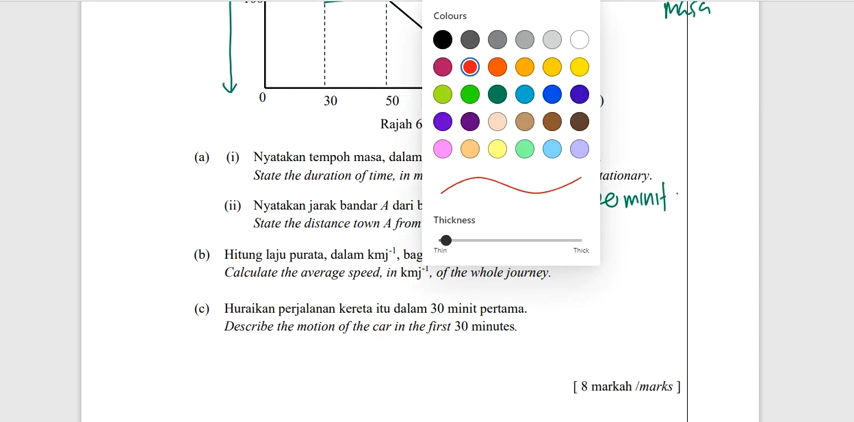 Colours
masa
0
30
50
)
Rajah 6
(a) (i) Nyatakan tempoh masa, dalam
State the duration of time, in m tationary.
minit
(ii) Nyatakan jarak bandar A dari b
State the distance town A from
Thickness
Thin Thick
(b) Hitung laju purata, dalam kmj⁻¹, bag
Calculate the average speed, in kmj⁻¹, of the whole journey.
(c) Huraikan perjalanan kereta itu dalam 30 minit pertama.
Describe the motion of the car in the first 30 minutes.
[ 8 markah /marks ]